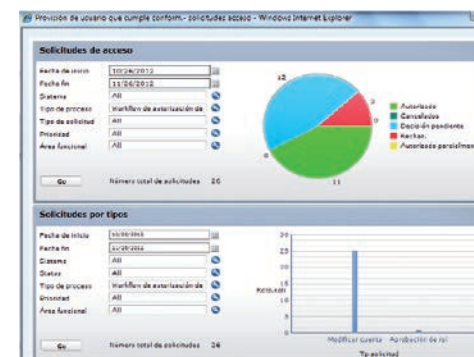 Provisión de usuario que cumple conform.- solicitudes acceso - Windows Internet Explorer
Solicitudes de acceso
Fecha de inicio 10/26/2012
Fecha fin 11/26/2012
Sistema All
Tipo de proceso Workflow de autorización de
Tipo de solicitud All
Prioridad All
Área funcional All
Go Número total de solicitudes 26
12
3
0
0
11
Autorizado
Cancelados
Decisión pendiente
Rechaz.
Autorizado parcialmen
Solicitudes por tipos
Fecha de inicio
Fecha fin
Sistema All
Status All
Tipo de proceso Workflow de autorización de
Prioridad All
Área funcional All
Go Número total de solicitudes 26
30
25
20
15
10
5
0
Modificar cuenta Aprobación de rol
Tp.solicitud